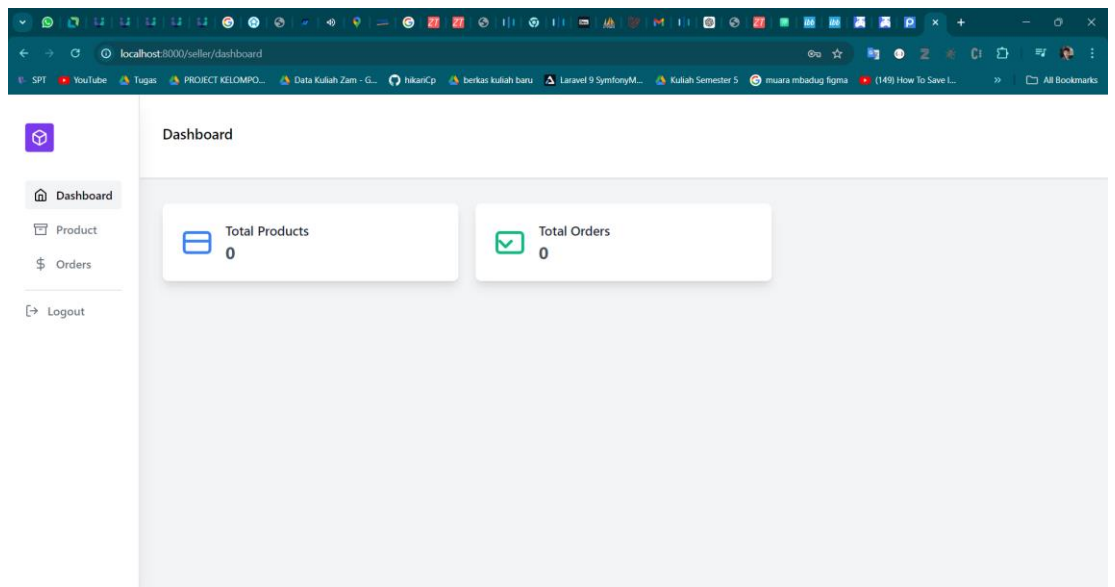 localhost:8000/seller/dashboard
SPT YouTube Tugas PROJECT KELOMPO... Data Kuliah Zam - G... hikariCp berkas kuliah baru Laravel 9 SymfonyM... Kuliah Semester 5 muara mbadug figma (149) How To Save I... » All Bookmarks
Dashboard
Dashboard
Product
Orders
Logout
Total Products
0
Total Orders
0